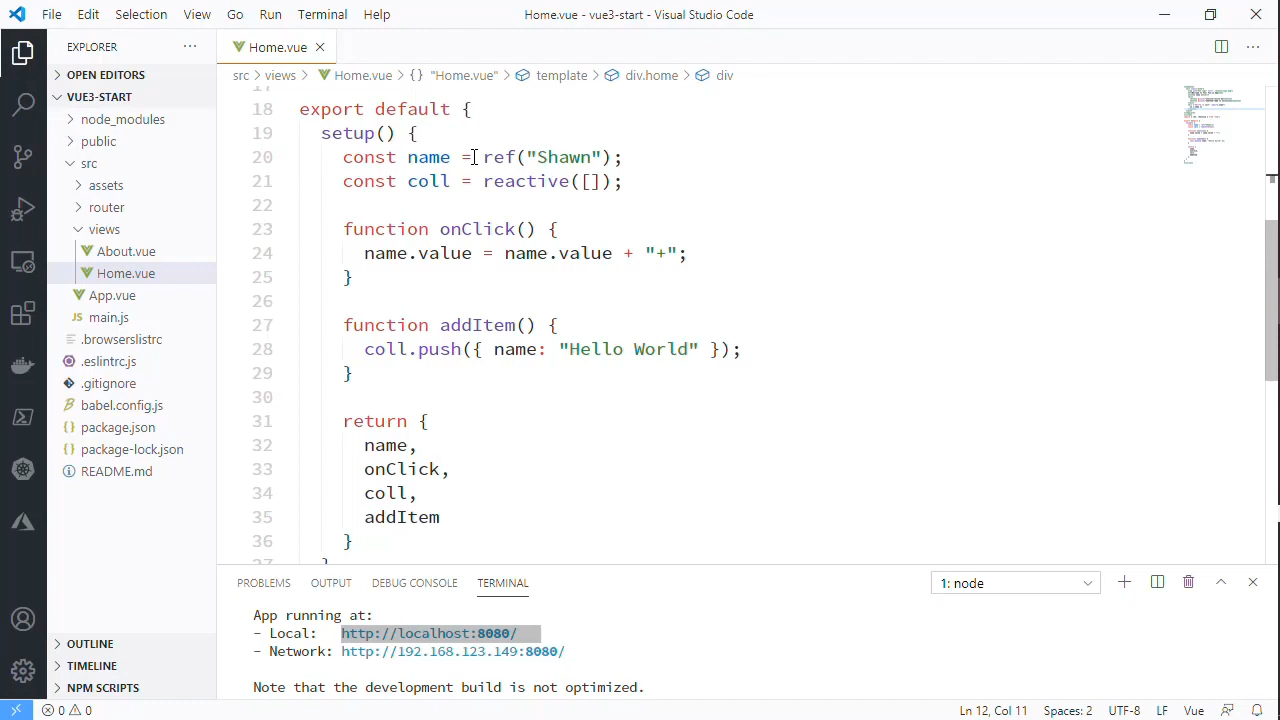 File Edit Selection View Go Run Terminal Help Home.vue - vue3-start - Visual Studio Code
EXPLORER
OPEN EDITORS
VUE3-START
node_modules
public
src
assets
router
views
About.vue
Home.vue
App.vue
JS main.js
.browserslistrc
.eslintrc.js
.gitignore
babel.config.js
{} package.json
{} package-lock.json
README.md
OUTLINE
TIMELINE
NPM SCRIPTS
Home.vue
src > views > Home.vue > {} "Home.vue" > template > div.home > div
17
18 export default {
19 setup() {
20 const name = ref("Shawn");
21 const coll = reactive([]);
22
23 function onClick() {
24 name.value = name.value + "+";
25 }
26
27 function addItem() {
28 coll.push({ name: "Hello World" });
29 }
30
31 return {
32 name,
33 onClick,
34 coll,
35 addItem
36 }
37 }
PROBLEMS OUTPUT DEBUG CONSOLE TERMINAL 1: node
App running at:
- Local: http://localhost:8080/
- Network: http://192.168.123.149:8080/
Note that the development build is not optimized.
0 0 Ln 12, Col 11 Spaces: 2 UTF-8 LF Vue